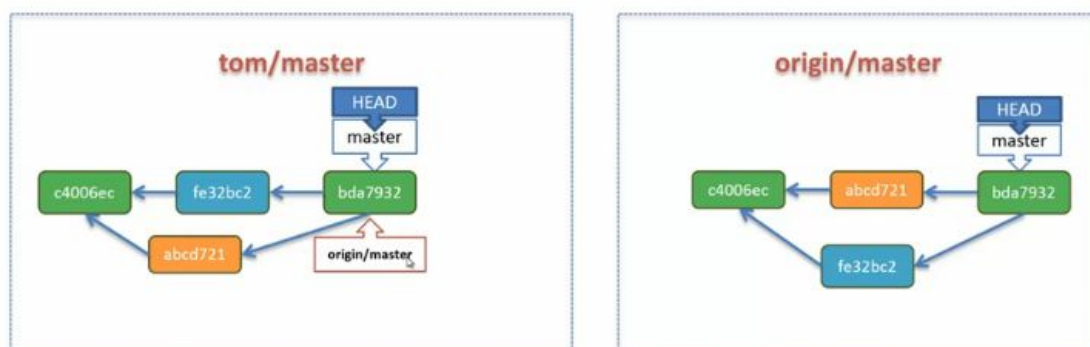 tom/master
HEAD
master
c4006ec
fe32bc2
bda7932
abcd721
origin/master
origin/master
HEAD
master
c4006ec
abcd721
bda7932
fe32bc2